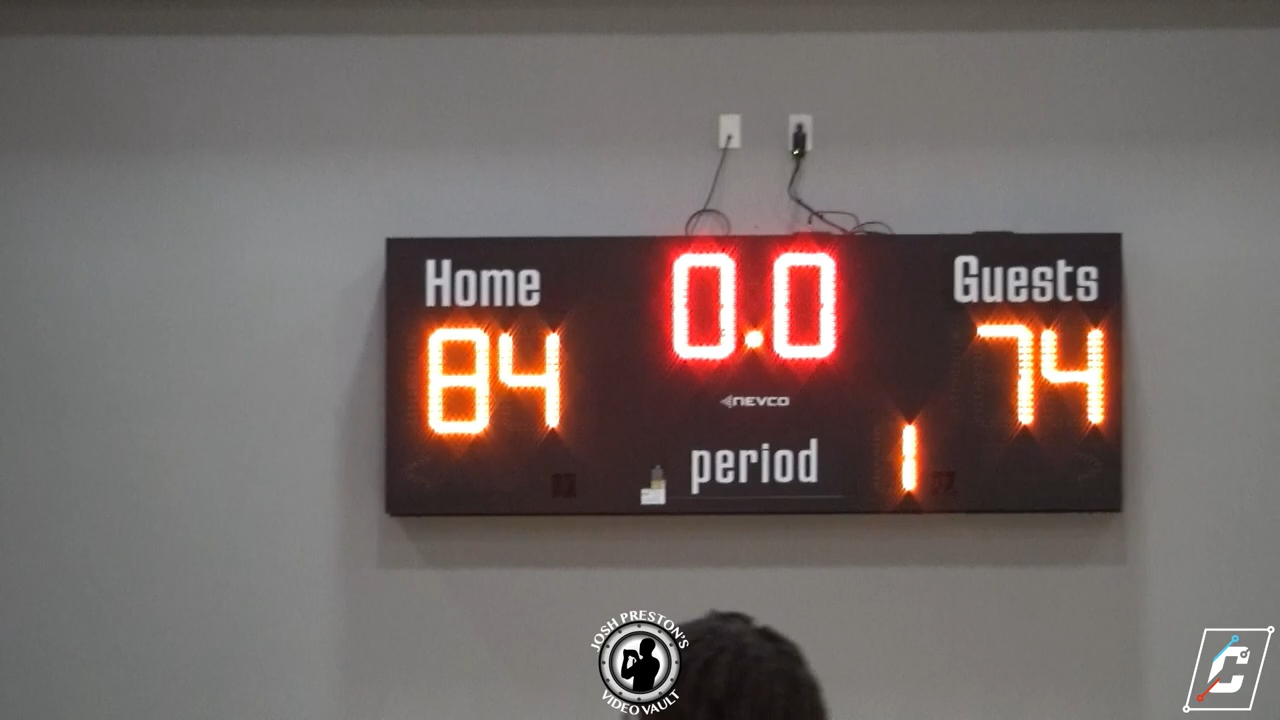 Home
0.0
Guests
84
74
NEVCO
period
1
JOSH PRESTON'S
VIDEO VAULT
C